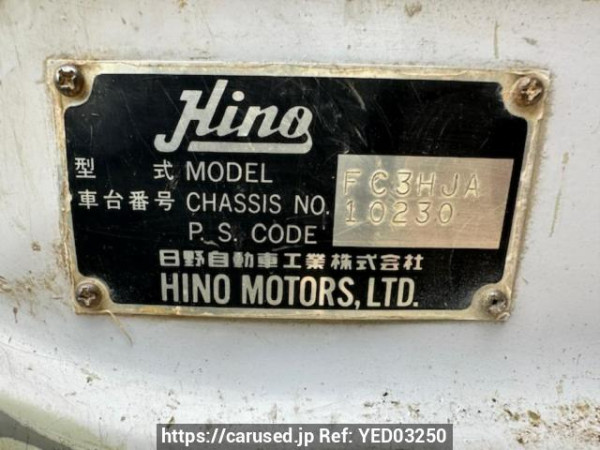 Hino
型 式 MODEL FC3HJA
車台番号 CHASSIS NO. 10230
P. S. CODE
日野自動車工業株式会社
HINO MOTORS, LTD.
https://carused.jp Ref: YED03250